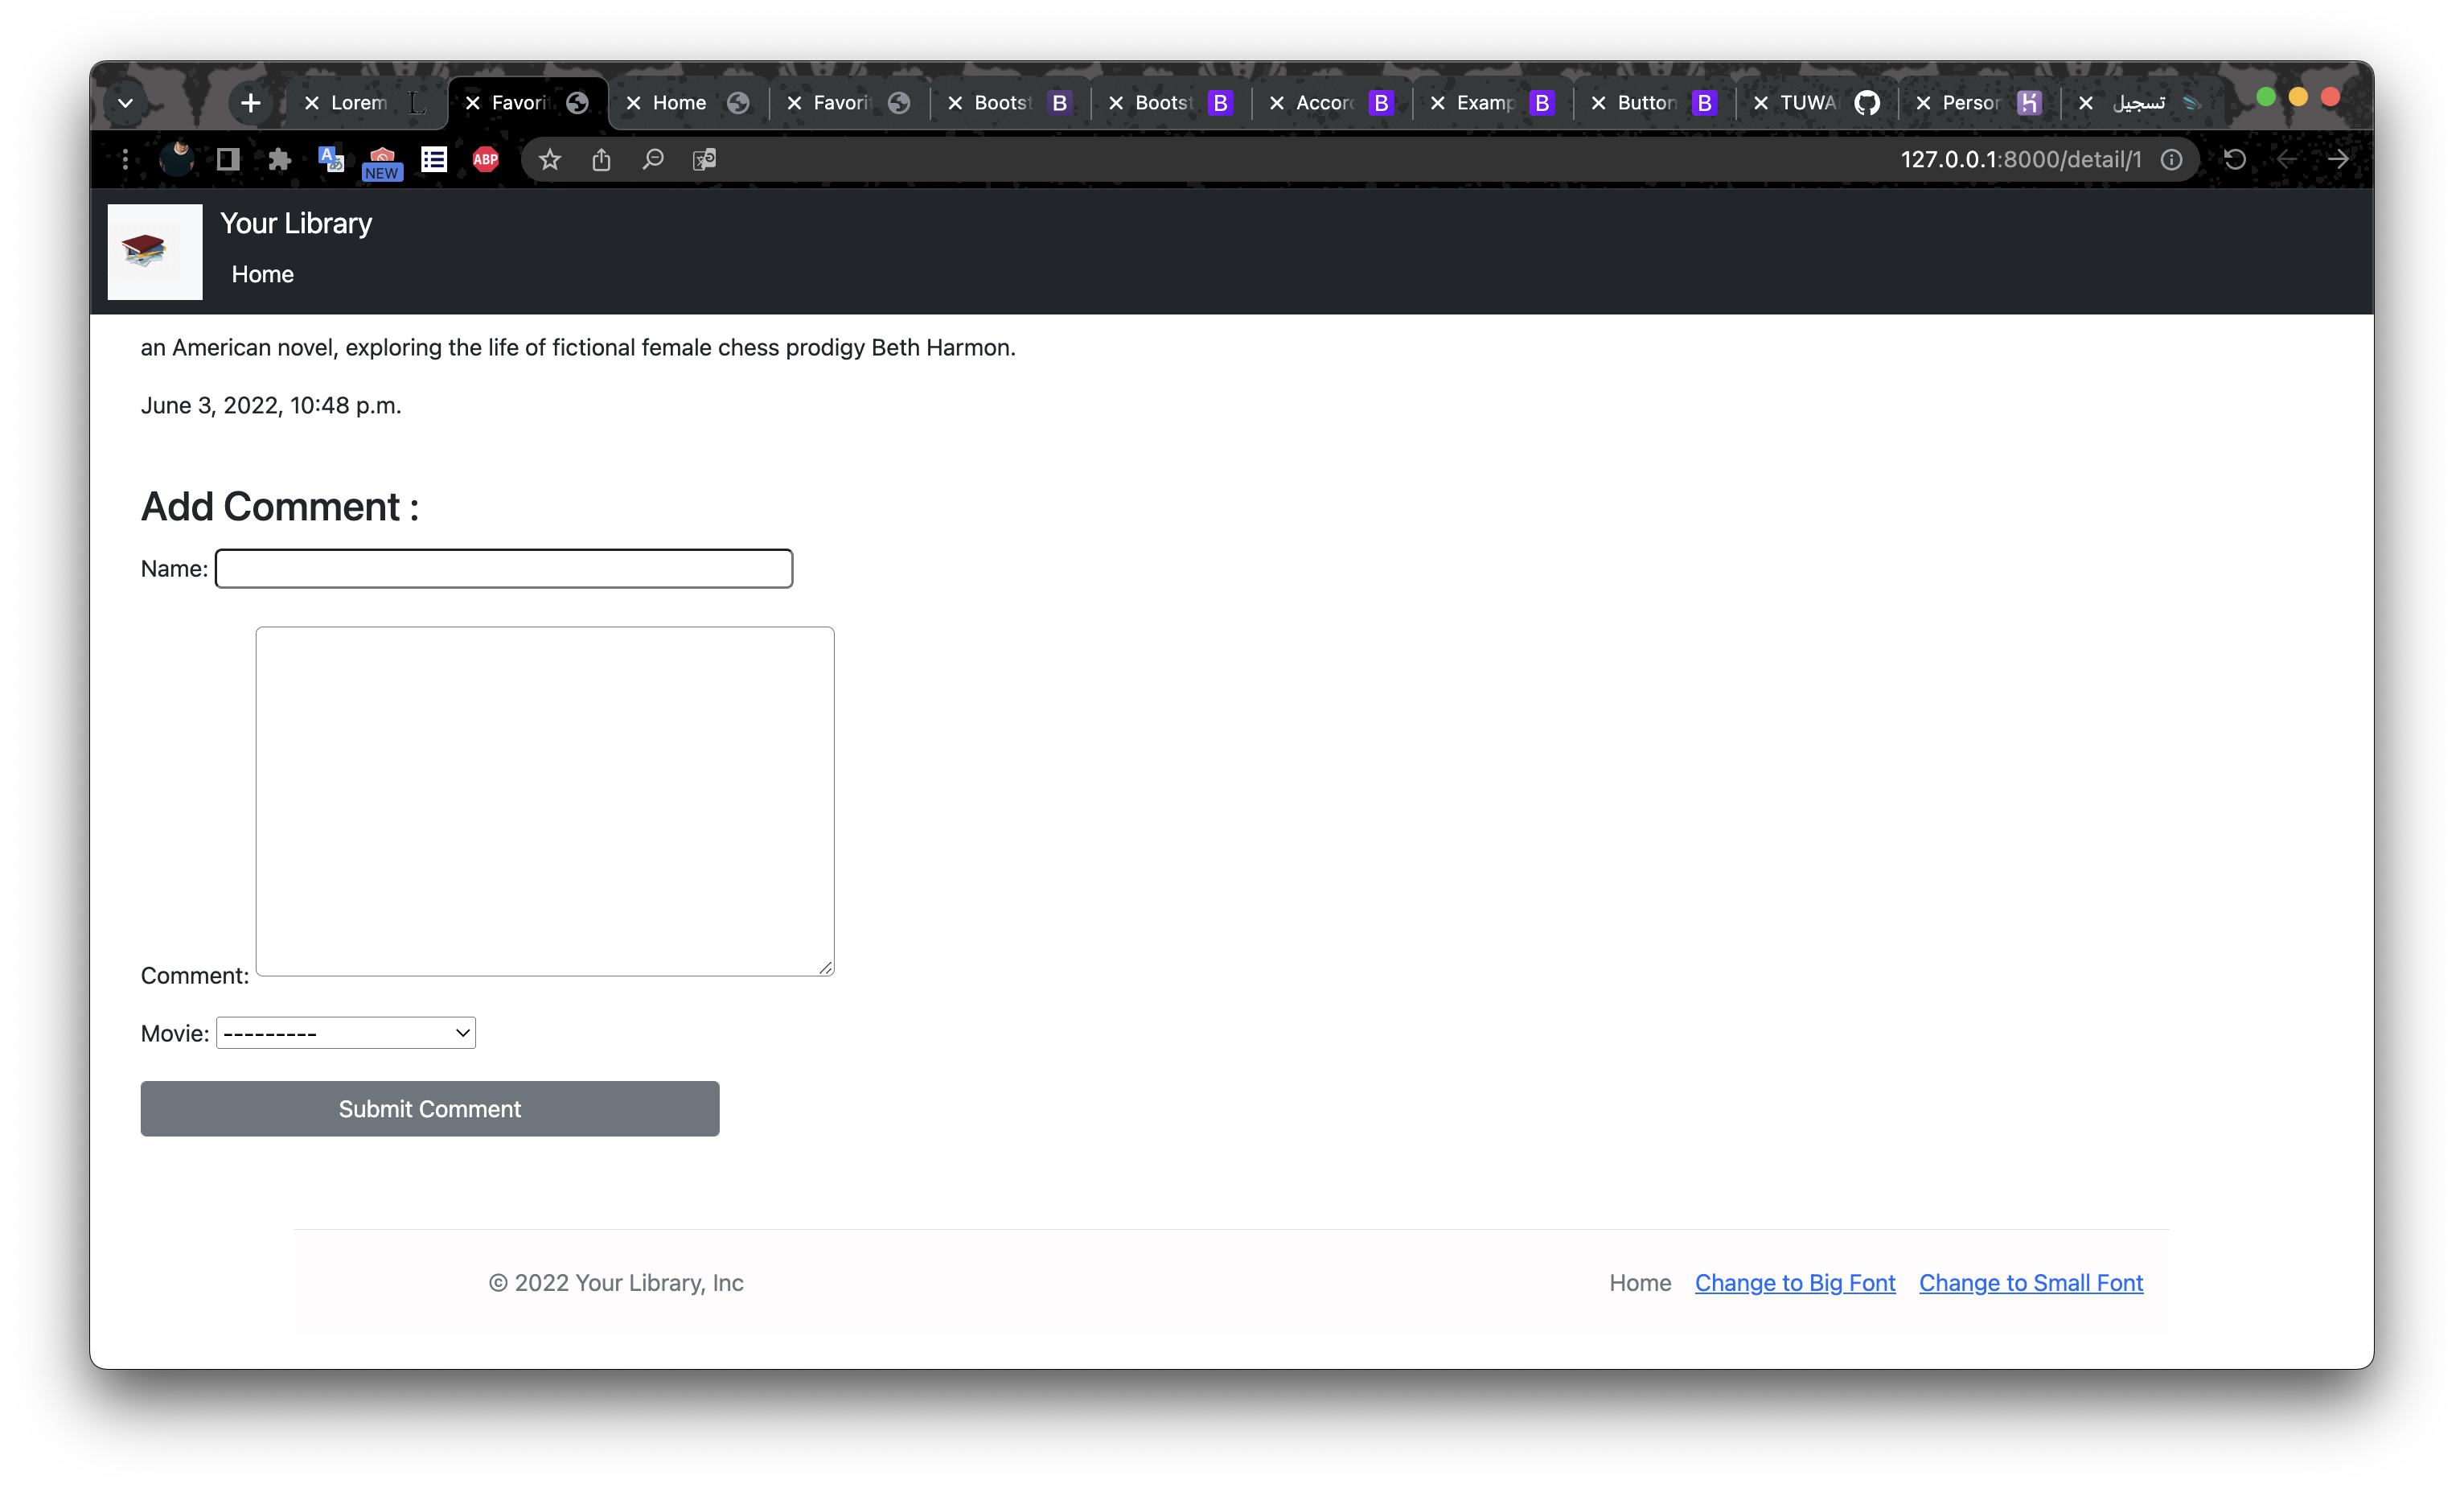 Lorem
Favori
Home
Favori
Bootst
Bootst
Accor
Examp
Button
TUWA
Person
تسجيل
NEW
ABP
127.0.0.1:8000/detail/1
Your Library
Home
an American novel, exploring the life of fictional female chess prodigy Beth Harmon.
June 3, 2022, 10:48 p.m.
Add Comment :
Name:
Comment:
Movie: ---------
Submit Comment
© 2022 Your Library, Inc
Home Change to Big Font Change to Small Font